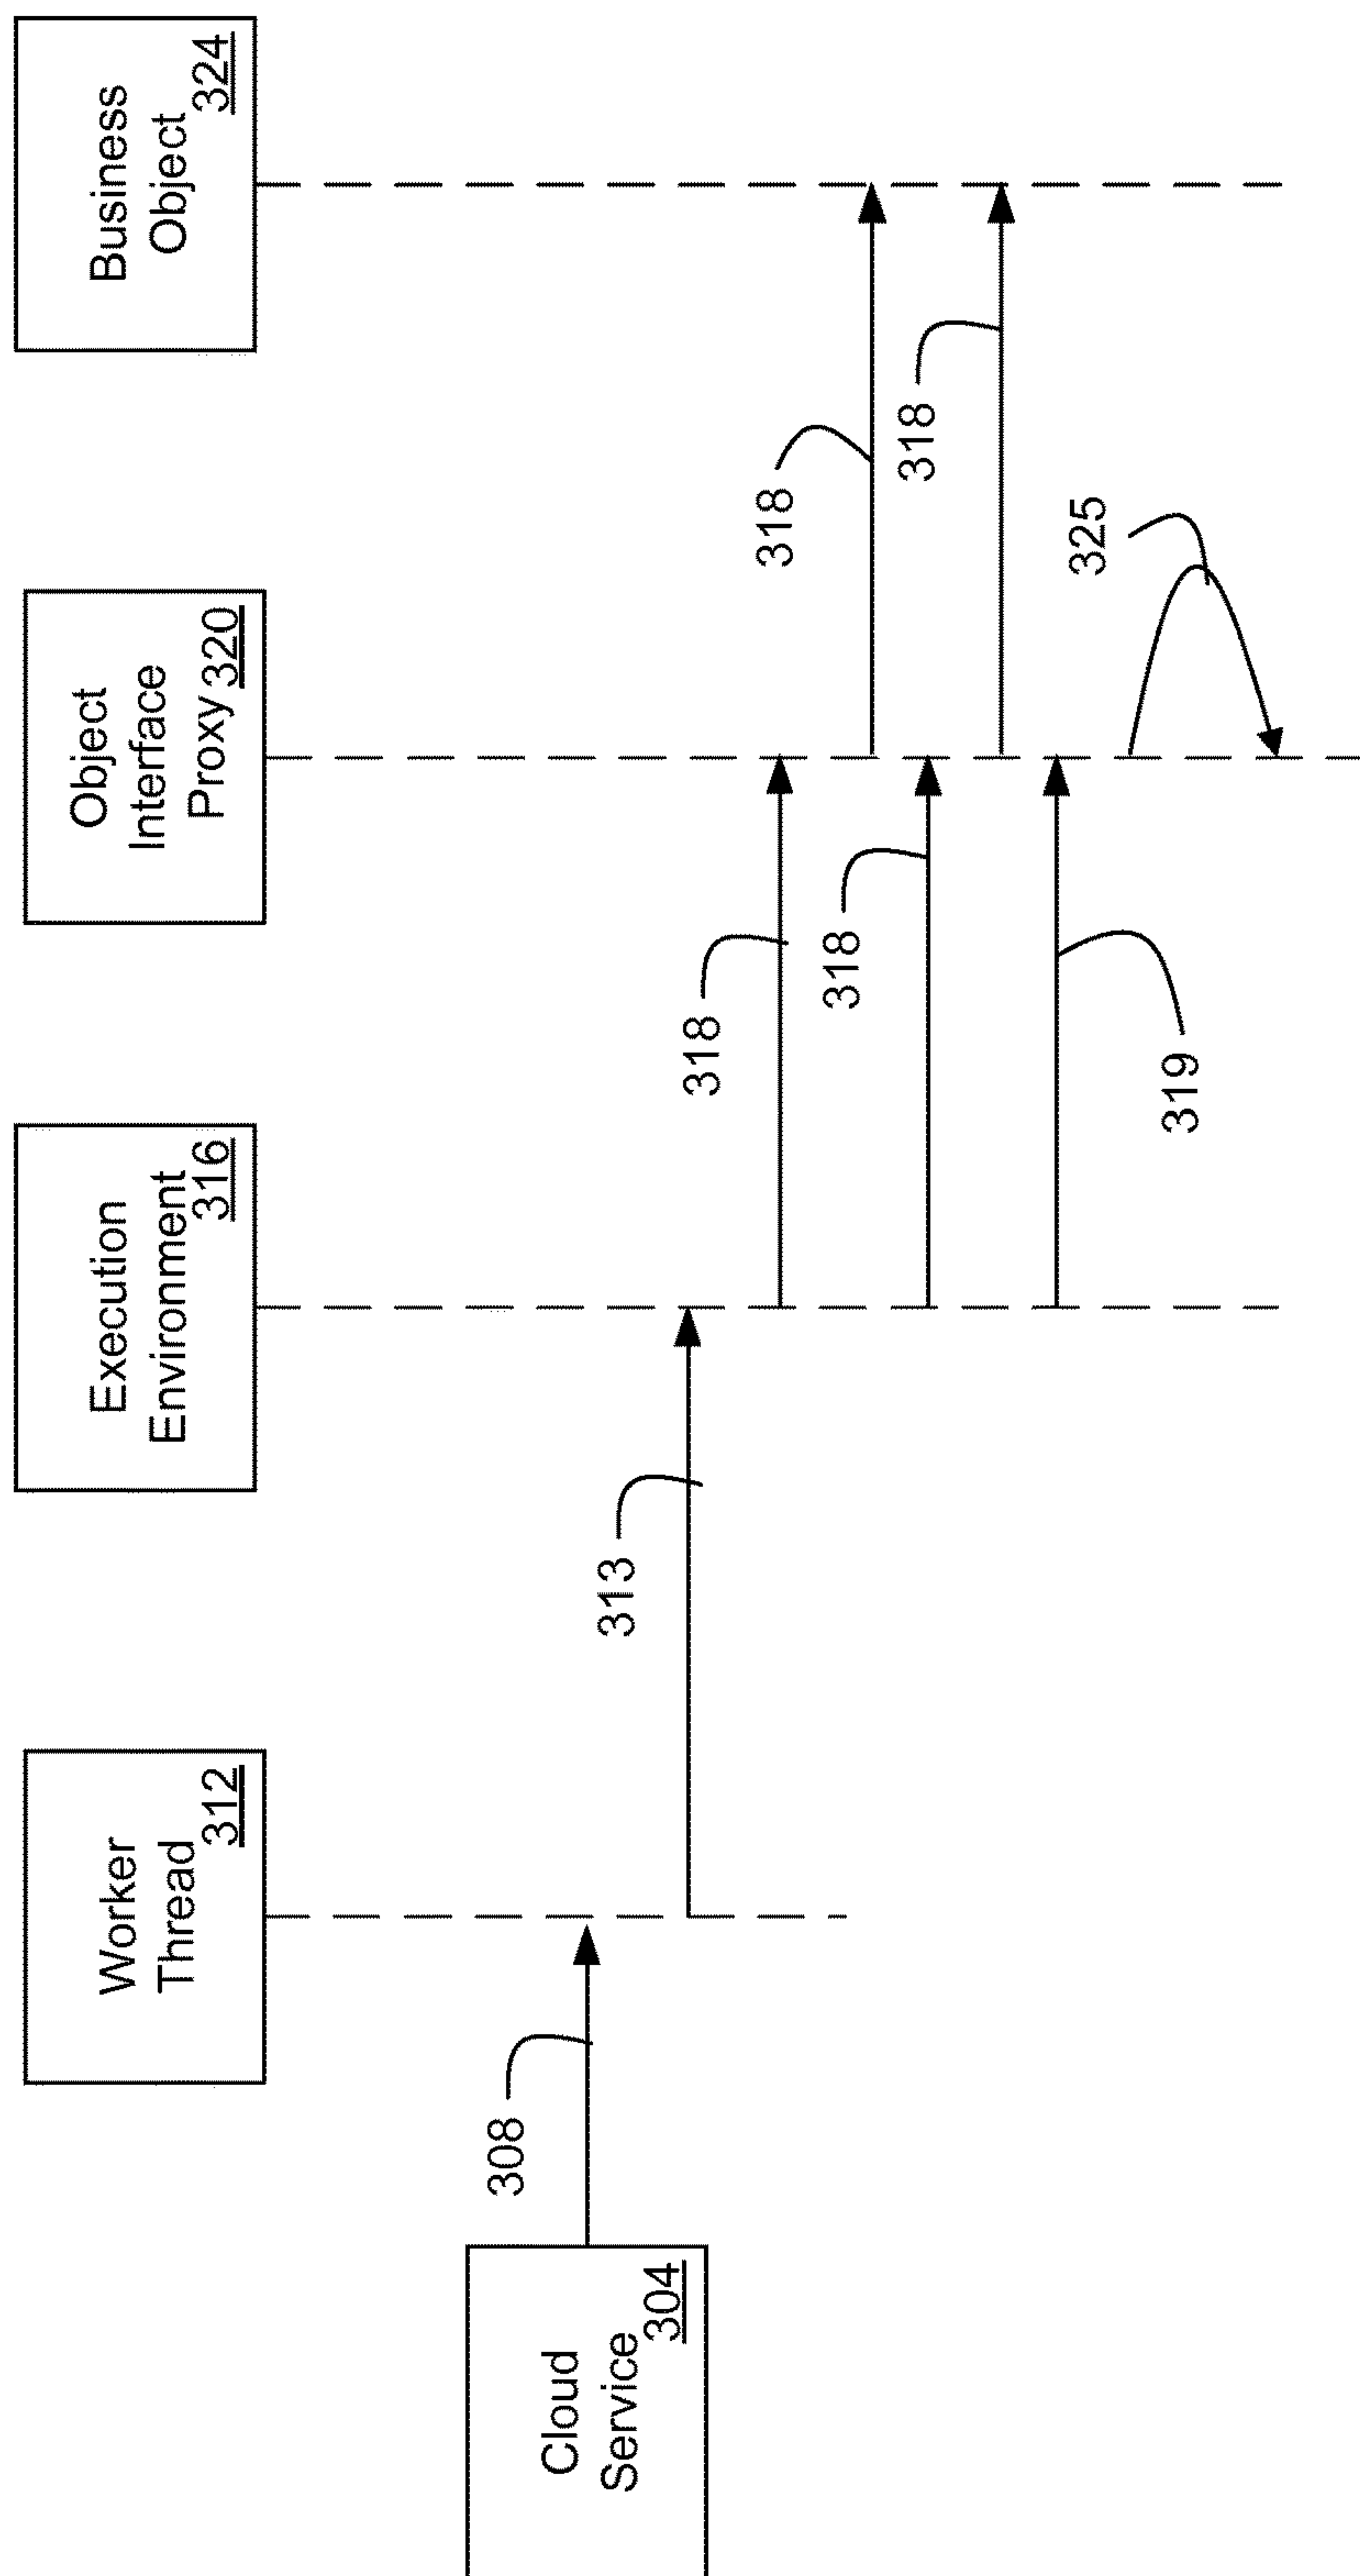 Worker
Thread
312
Execution
Environment
316
Object
Interface
Proxy 320
Business
Object
324
Cloud
Service
304
308
313
318
318
318
318
325
319